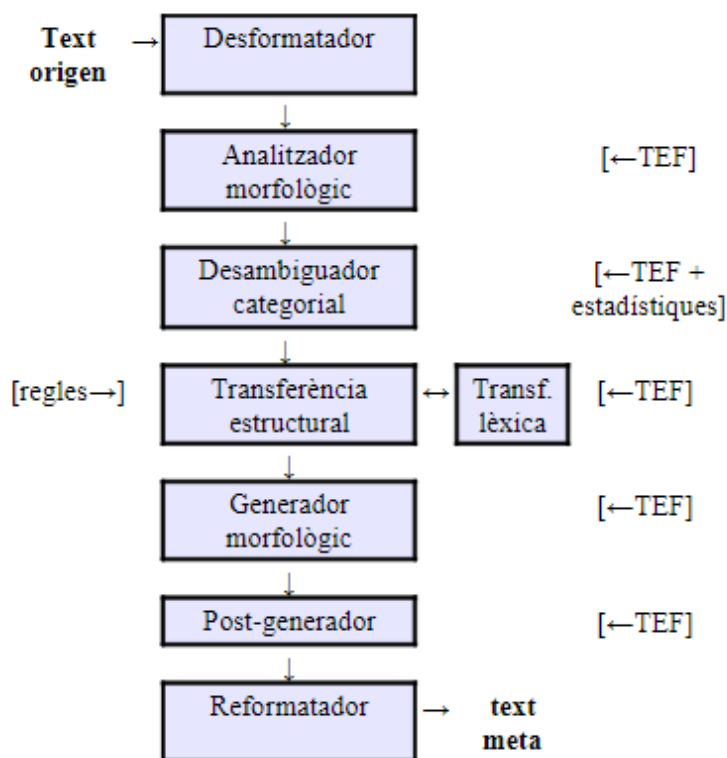 Text → Desformatador
origen
↓
Analitzador [←TEF]
morfològic
↓
Desambiguador [←TEF +
categorial estadístiques]
↓
[regles→] Transferència ↔ Transf. [←TEF]
estructural lèxica
↓
Generador [←TEF]
morfològic
↓
Post-generador [←TEF]
↓
Reformatador → text
meta